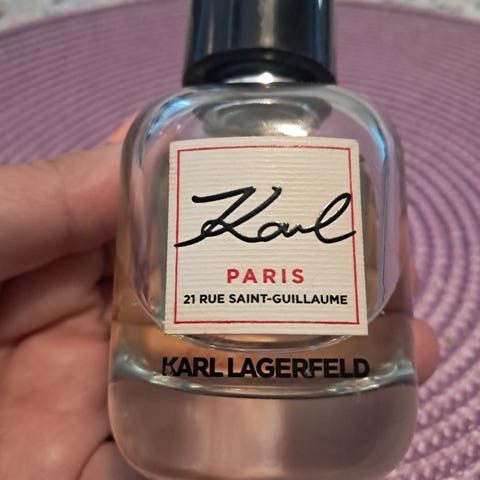 Karl
PARIS
21 RUE SAINT-GUILLAUME
KARL LAGERFELD